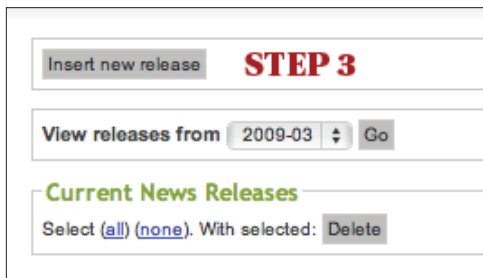 Insert new release STEP 3
View releases from 2009-03 Go
Current News Releases
Select (all) (none). With selected: Delete